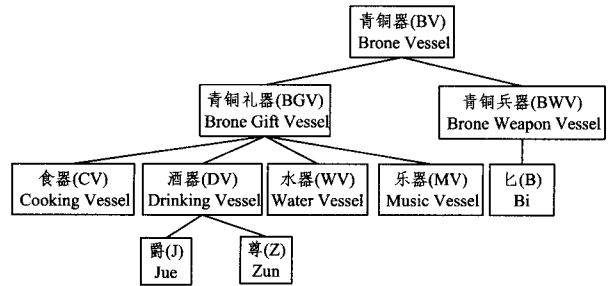 青铜器(BV)
Brone Vessel
青铜礼器(BGV)
Brone Gift Vessel
青铜兵器(BWV)
Brone Weapon Vessel
食器(CV)
Cooking Vessel
酒器(DV)
Drinking Vessel
水器(WV)
Water Vessel
乐器(MV)
Music Vessel
匕(B)
Bi
爵(J)
Jue
尊(Z)
Zun